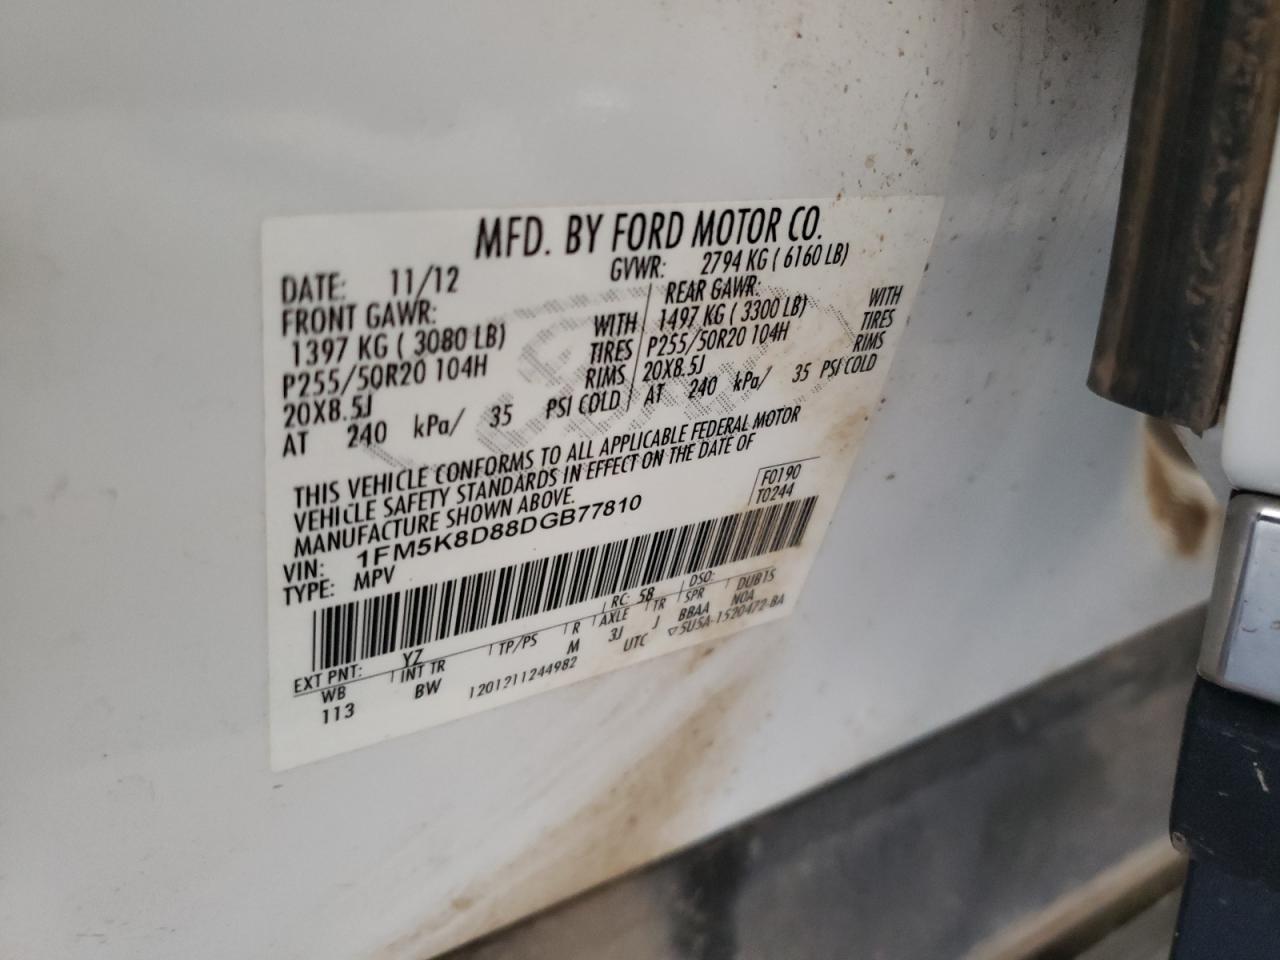 MFD. BY FORD MOTOR CO.
DATE: 11/12 GVWR: 2794 KG ( 6160 LB)
FRONT GAWR: REAR GAWR:
1397 KG ( 3080 LB) WITH 1497 KG ( 3300 LB) WITH
P255/50R20 104H TIRES P255/50R20 104H TIRES
20X8.5J RIMS 20X8.5J RIMS
AT 240 kPa/ 35 PSI COLD AT 240 kPa/ 35 PSI COLD
THIS VEHICLE CONFORMS TO ALL APPLICABLE FEDERAL MOTOR
VEHICLE SAFETY STANDARDS IN EFFECT ON THE DATE OF
MANUFACTURE SHOWN ABOVE. F0190
VIN: 1FM5K8D88DGB77810 T0244
TYPE: MPV
EXT PNT: YZ RC: 58 DSO:
WB INT TR TP/PS R AXLE TR SPR DUB1S
113 BW M 3J J BBAA NOA
1201211244982 UTC ▽5U5A-1520472-BA